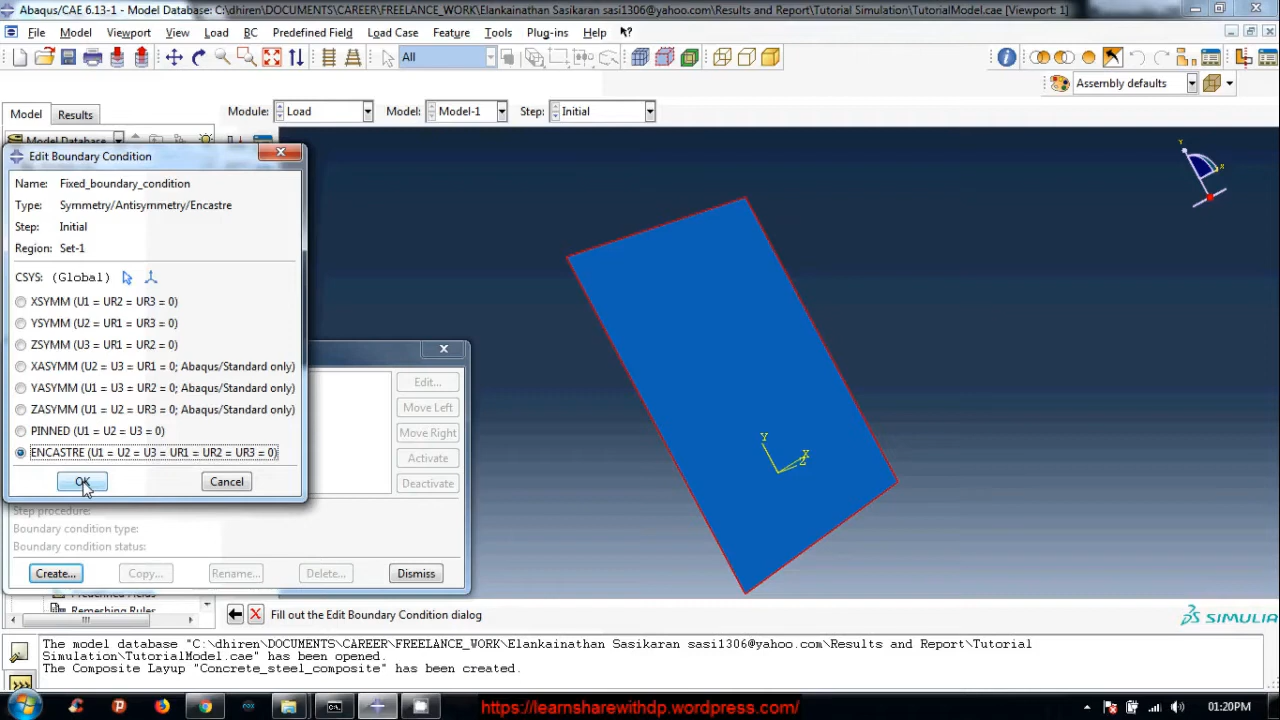 Abaqus/CAE 6.13-1 - Model Database: C:\dhiren\DOCUMENTS\CAREER\FREELANCE_WORK\Elankainathan Sasikaran sasi1306@yahoo.com\Results and Report\Tutorial Simulation\TutorialModel.cae [Viewport: 1]
File Model Viewport View Load BC Predefined Field Load Case Feature Tools Plug-ins Help
All
Assembly defaults
Model Results Module: Load Model: Model-1 Step: Initial
Model Database
Edit Boundary Condition
Name: Fixed_boundary_condition
Type: Symmetry/Antisymmetry/Encastre
Step: Initial
Region: Set-1
CSYS: (Global)
XSYMM (U1 = UR2 = UR3 = 0)
YSYMM (U2 = UR1 = UR3 = 0)
ZSYMM (U3 = UR1 = UR2 = 0)
XASYMM (U2 = U3 = UR1 = 0; Abaqus/Standard only)
YASYMM (U1 = U3 = UR2 = 0; Abaqus/Standard only)
ZASYMM (U1 = U2 = UR3 = 0; Abaqus/Standard only)
PINNED (U1 = U2 = U3 = 0)
ENCASTRE (U1 = U2 = U3 = UR1 = UR2 = UR3 = 0)
OK Cancel
Edit...
Move Left
Move Right
Activate
Deactivate
Step procedure:
Boundary condition type:
Boundary condition status:
Create... Copy... Rename... Delete... Dismiss
Y
X
Y
X
Z
Remeshing Rules
Fill out the Edit Boundary Condition dialog
SIMULIA
The model database "C:\dhiren\DOCUMENTS\CAREER\FREELANCE_WORK\Elankainathan Sasikaran sasi1306@yahoo.com\Results and Report\Tutorial
Simulation\TutorialModel.cae" has been opened.
The Composite Layup "Concrete_steel_composite" has been created.
https://learnsharewithdp.wordpress.com/
01:20PM